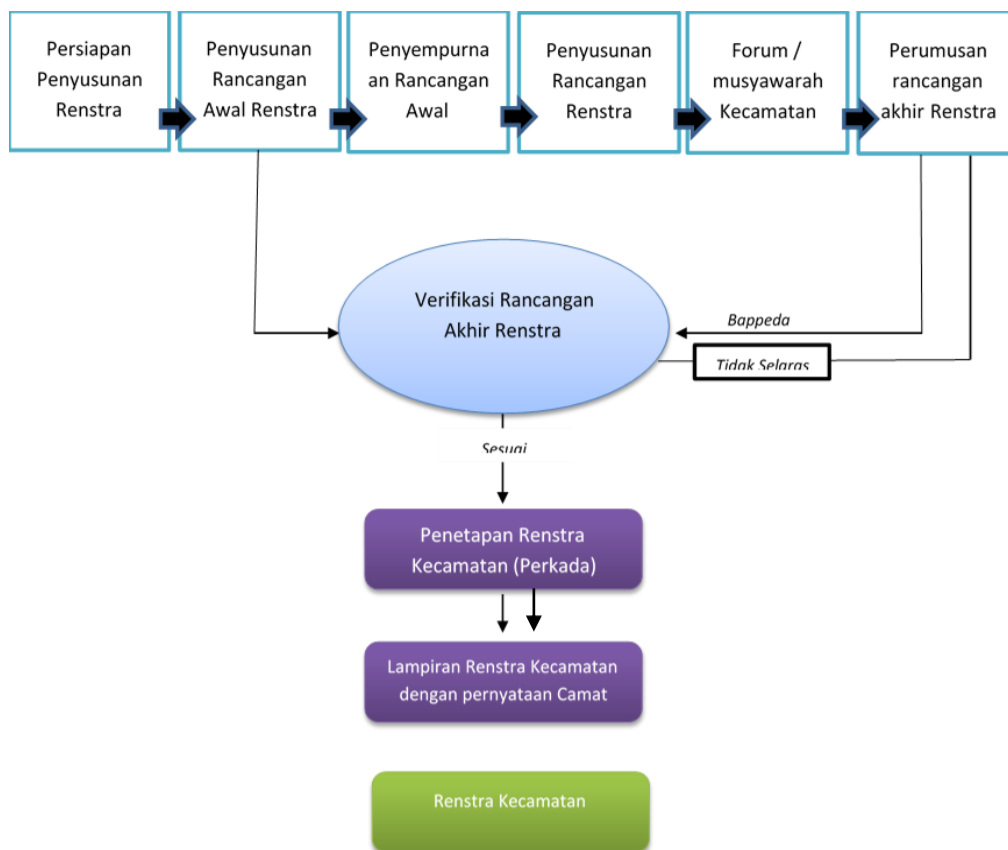 Persiapan
Penyusunan
Renstra
Penyusunan
Rancangan
Awal Renstra
Penyempurna
an Rancangan
Awal
Penyusunan
Rancangan
Renstra
Forum /
musyawarah
Kecamatan
Perumusan
rancangan
akhir Renstra
Verifikasi Rancangan
Akhir Renstra
Bappeda
Tidak Selaras
Sesuai
Penetapan Renstra
Kecamatan (Perkada)
Lampiran Renstra Kecamatan
dengan pernyataan Camat
Renstra Kecamatan